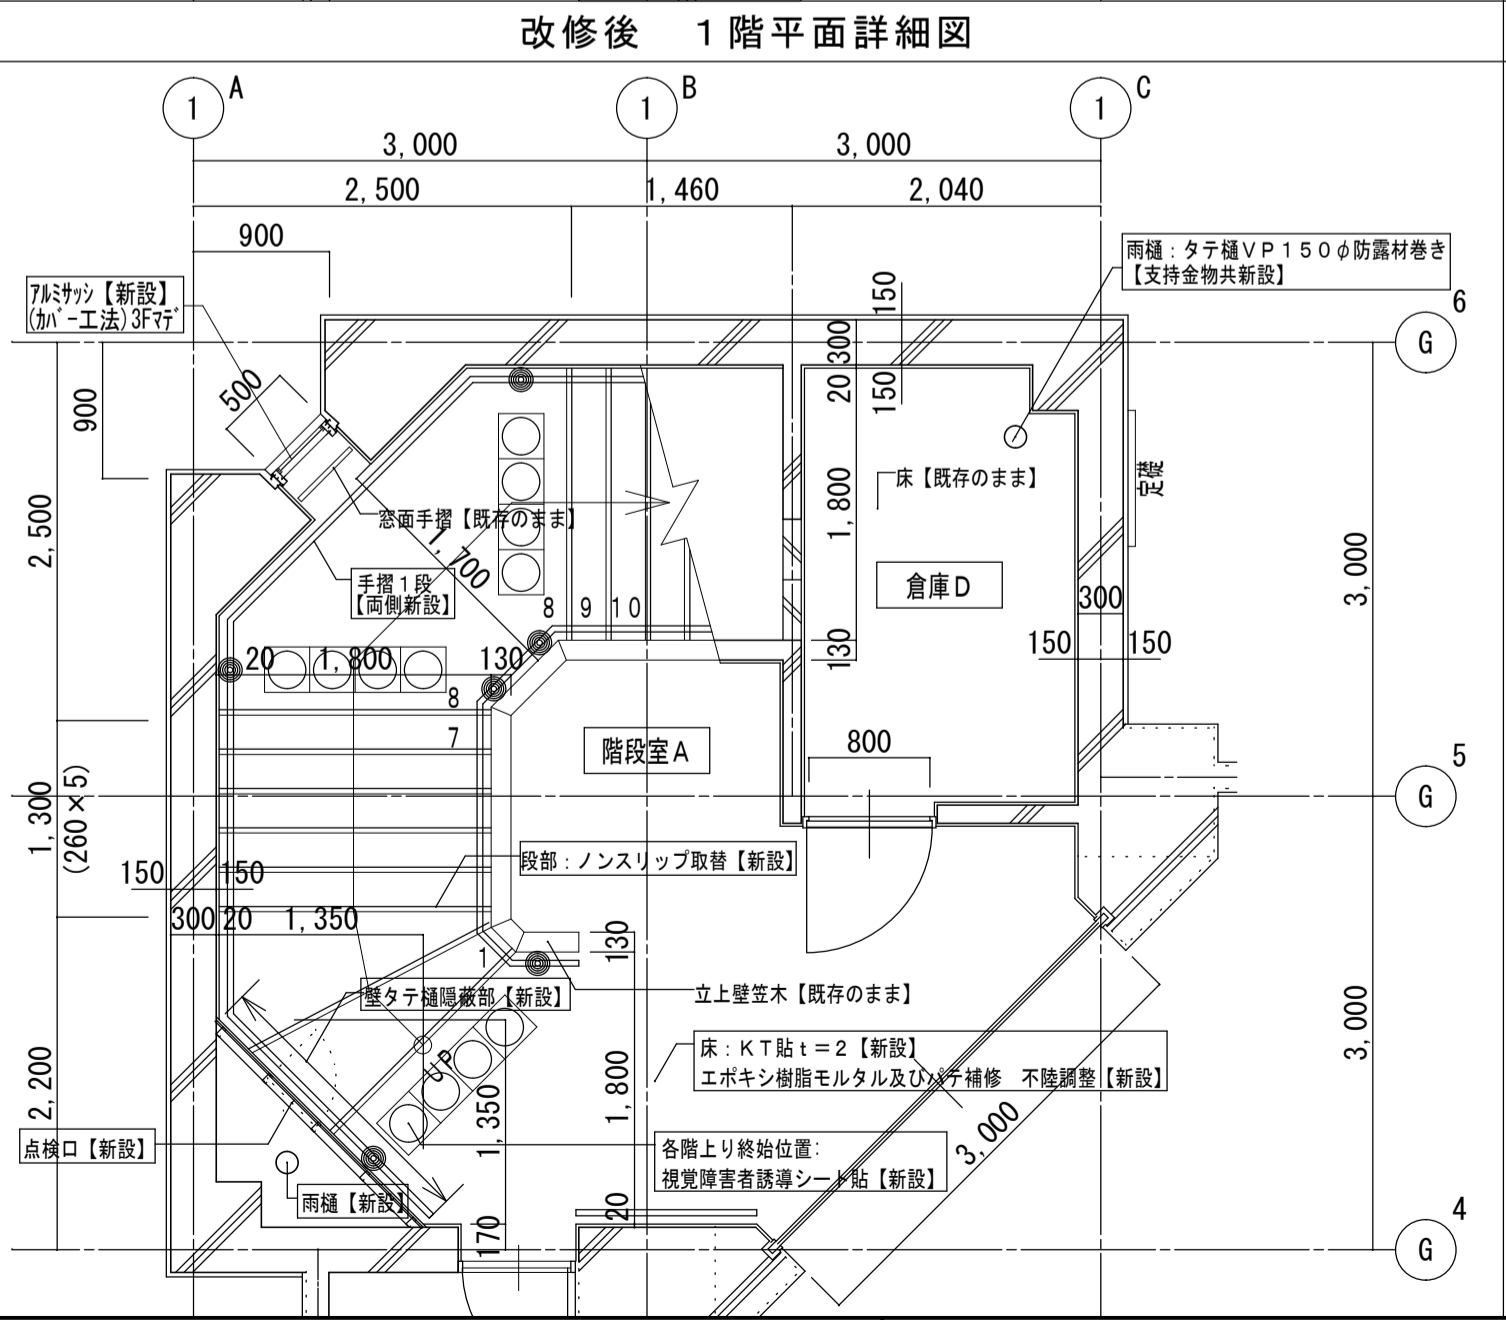 改修後　１階平面詳細図
1 A
1 B
1 C
3,000
3,000
2,500
1,460
2,040
900
雨樋：タテ樋ＶＰ１５０φ防露材巻き
【支持金物共新設】
アルミサッシ【新設】
(カバー工法)3Fマデ
6
G
150
300
20
150
500
900
床【既存のまま】
定礎
2,500
窓面手摺【既存のまま】
1,800
1,700
手摺１段
【両側新設】
倉庫Ｄ
3,000
8
9
10
300
150
150
130
20
1,800
130
8
7
階段室Ａ
800
5
G
1,300
(260×5)
段部：ノンスリップ取替【新設】
150
150
300
20
1,350
130
1
壁タテ樋隠蔽部【新設】
立上壁笠木【既存のまま】
3,000
床：ＫＴ貼ｔ＝２【新設】
エポキシ樹脂モルタル及びパテ補修　不陸調整【新設】
UP
2,200
1,350
1,800
3,000
点検口【新設】
各階上り終始位置:
視覚障害者誘導シート貼【新設】
雨樋【新設】
20
170
4
G